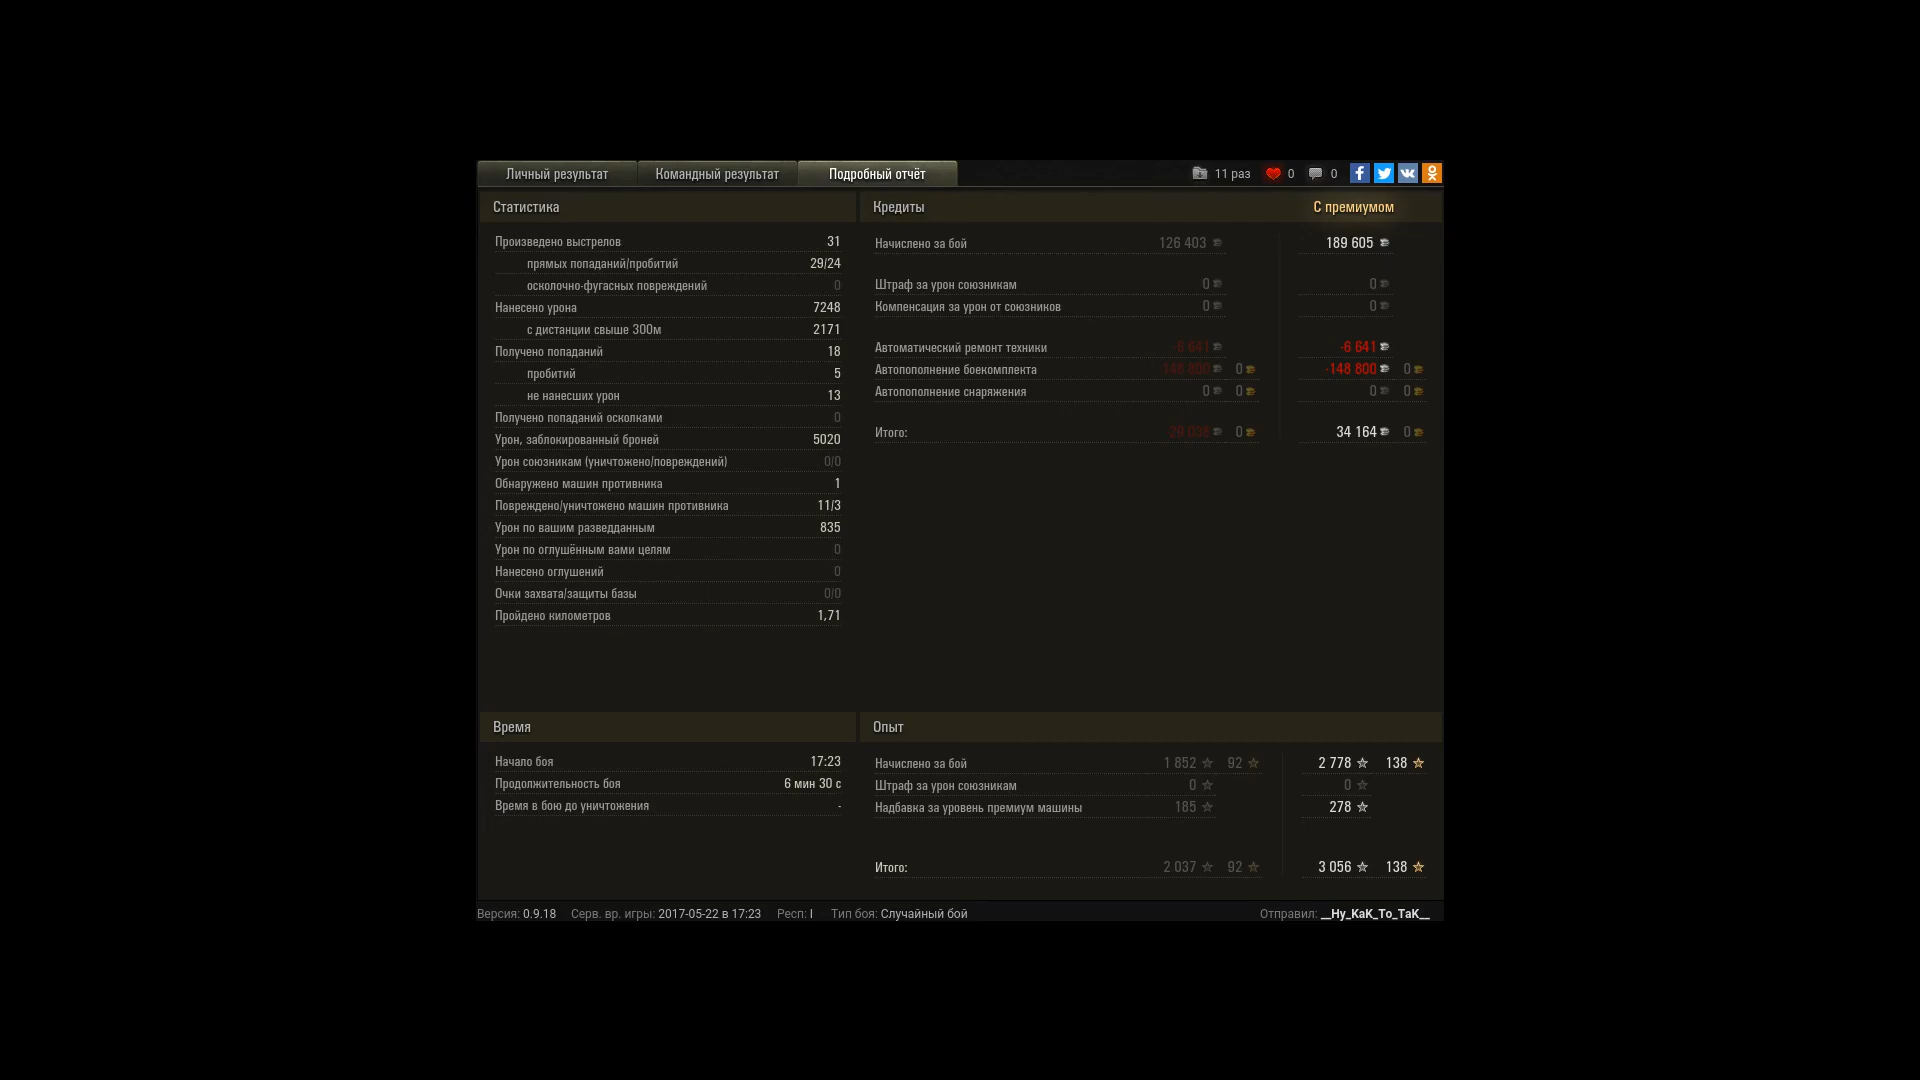 Личный результат Командный результат Подробный отчёт 11 раз 0 0
Статистика
Произведено выстрелов 31
прямых попаданий/пробитий 29/24
осколочно-фугасных повреждений 0
Нанесено урона 7248
с дистанции свыше 300м 2171
Получено попаданий 18
пробитий 5
не нанесших урон 13
Получено попаданий осколками 0
Урон, заблокированный броней 5020
Урон союзникам (уничтожено/повреждений) 0/0
Обнаружено машин противника 1
Повреждено/уничтожено машин противника 11/3
Урон по вашим разведданным 835
Урон по оглушённым вами целям 0
Нанесено оглушений 0
Очки захвата/защиты базы 0/0
Пройдено километров 1,71
Кредиты С премиумом
Начислено за бой 126 403 189 605
Штраф за урон союзникам 0 0
Компенсация за урон от союзников 0 0
Автоматический ремонт техники -6 641 -6 641
Автопополнение боекомплекта -148 800 0 -148 800 0
Автопополнение снаряжения 0 0 0 0
Итого: -29 038 0 34 164 0
Время
Начало боя 17:23
Продолжительность боя 6 мин 30 с
Время в бою до уничтожения -
Опыт
Начислено за бой 1 852 92 2 778 138
Штраф за урон союзникам 0 0
Надбавка за уровень премиум машины 185 278
Итого: 2 037 92 3 056 138
Версия: 0.9.18 Серв. вр. игры: 2017-05-22 в 17:23 Респ: I Тип боя: Случайный бой Отправил: __Hy_KaK_To_TaK__